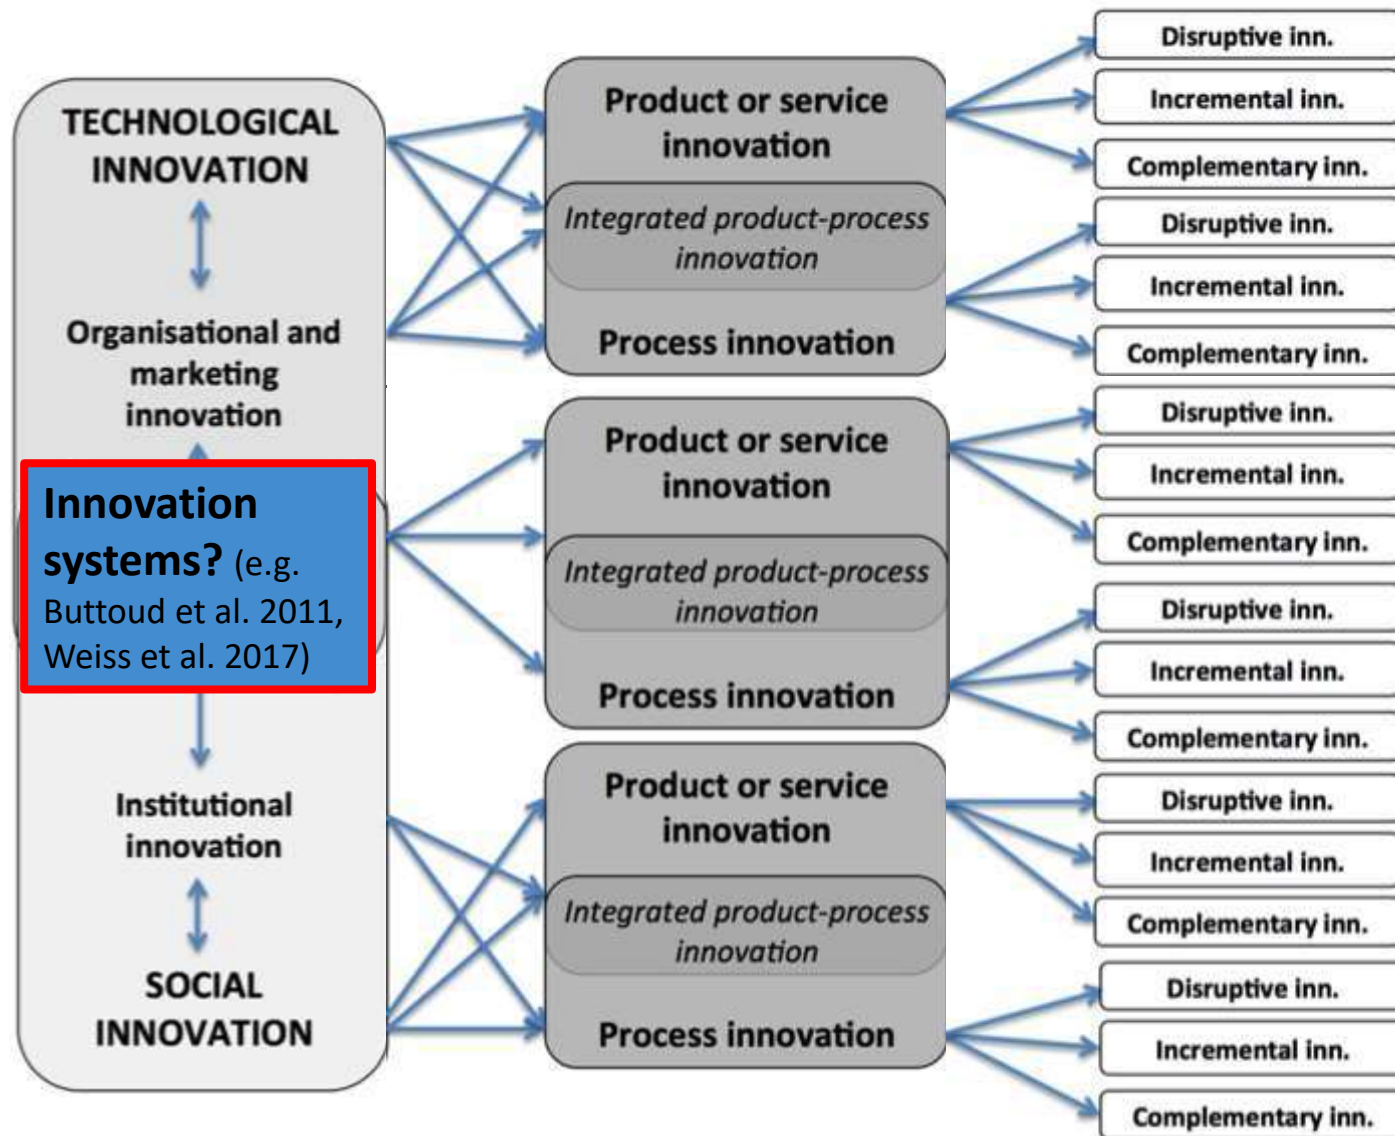 TECHNOLOGICAL
INNOVATION
Organisational and
marketing
innovation
Innovation
systems? (e.g.
Buttoud et al. 2011,
Weiss et al. 2017)
Institutional
innovation
SOCIAL
INNOVATION
Product or service
innovation
Integrated product-process
innovation
Process innovation
Product or service
innovation
Integrated product-process
innovation
Process innovation
Product or service
innovation
Integrated product-process
innovation
Process innovation
Disruptive inn.
Incremental inn.
Complementary inn.
Disruptive inn.
Incremental inn.
Complementary inn.
Disruptive inn.
Incremental inn.
Complementary inn.
Disruptive inn.
Incremental inn.
Complementary inn.
Disruptive inn.
Incremental inn.
Complementary inn.
Disruptive inn.
Incremental inn.
Complementary inn.